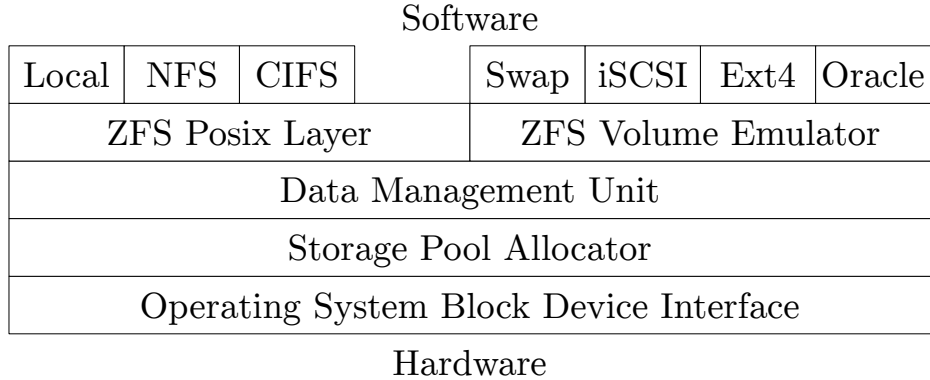 Software
Local NFS CIFS Swap iSCSI Ext4 Oracle
ZFS Posix Layer ZFS Volume Emulator
Data Management Unit
Storage Pool Allocator
Operating System Block Device Interface
Hardware